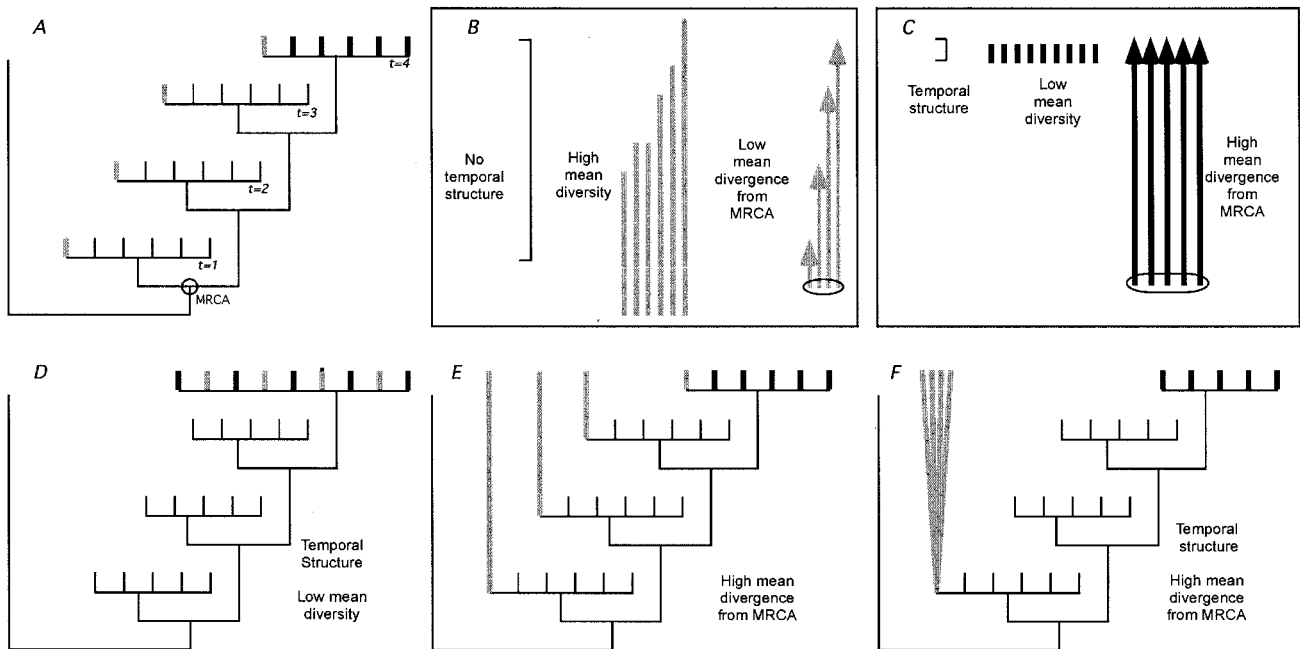 A
t=4
t=3
t=2
t=1
MRCA
B
No
temporal
structure
High
mean
diversity
Low
mean
divergence
from
MRCA
C
Temporal
structure
Low
mean
diversity
High
mean
divergence
from
MRCA
D
Temporal
Structure
Low mean
diversity
E
High mean
divergence
from MRCA
F
Temporal
structure
High mean
divergence
from MRCA